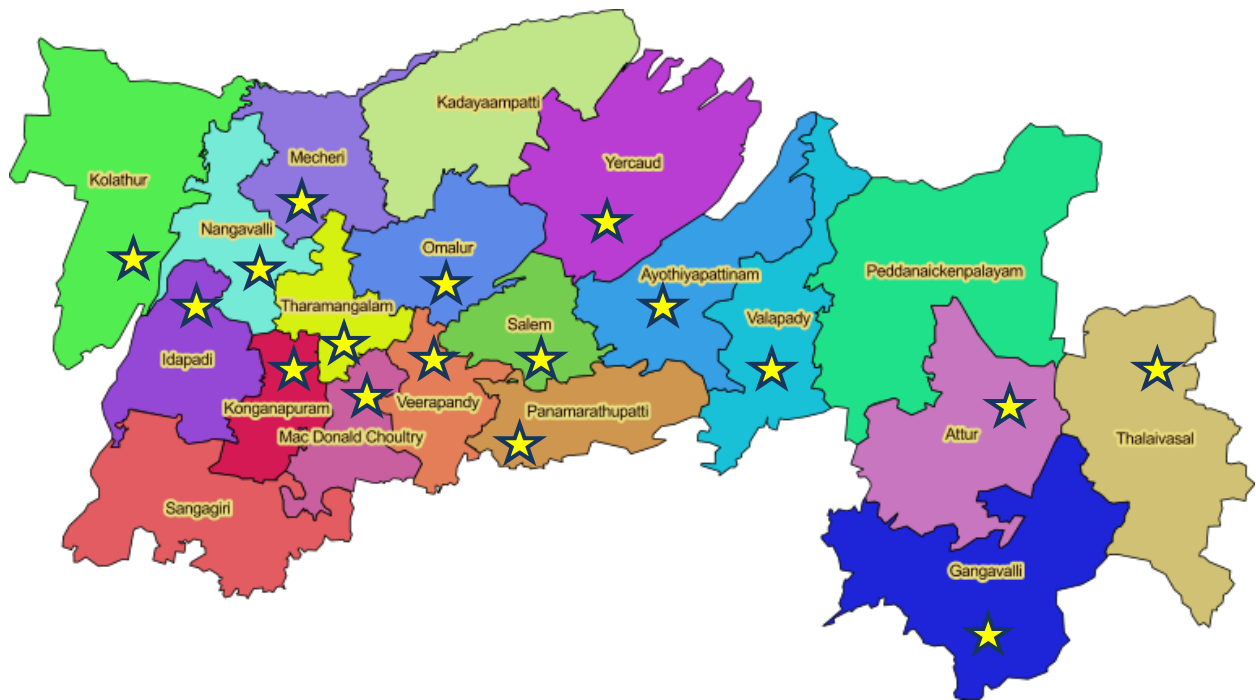 Kadayaampatti
Mecheri
Yercaud
Kolathur
Nangavalli
Omalur
Ayothiyapattinam
Peddanaickenpalayam
Tharamangalam
Salem
Valapady
Idapadi
Konganapuram
Veerapandy
Panamarathupatti
Mac Donald Choultry
Attur
Thalaivasal
Sangagiri
Gangavalli